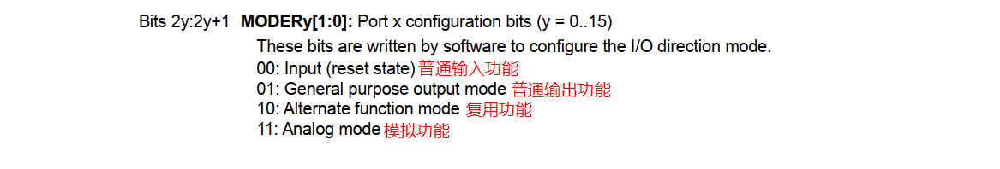 Bits 2y:2y+1 MODERy[1:0]: Port x configuration bits (y = 0..15)
These bits are written by software to configure the I/O direction mode.
00: Input (reset state) 普通输入功能
01: General purpose output mode 普通输出功能
10: Alternate function mode 复用功能
11: Analog mode 模拟功能